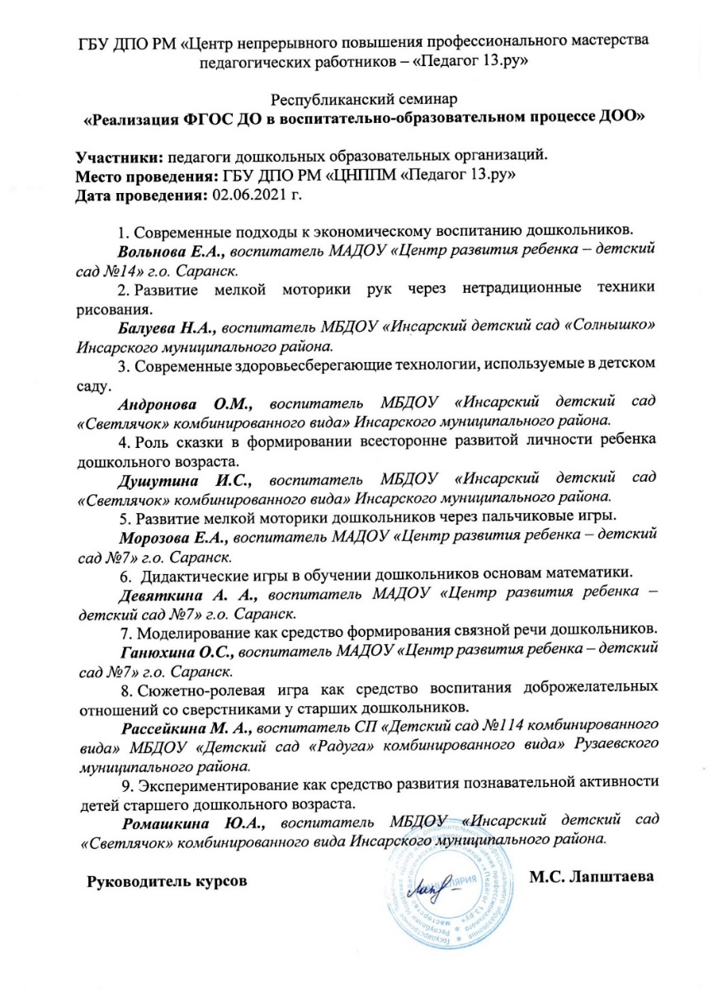 ГБУ ДПО РМ «Центр непрерывного повышения профессионального мастерства
педагогических работников – «Педагог 13.ру»
Республиканский семинар
«Реализация ФГОС ДО в воспитательно-образовательном процессе ДОО»
Участники: педагоги дошкольных образовательных организаций.
Место проведения: ГБУ ДПО РМ «ЦНППМ «Педагог 13.ру»
Дата проведения: 02.06.2021 г.
1. Современные подходы к экономическому воспитанию дошкольников.
Вольнова Е.А., воспитатель МАДОУ «Центр развития ребенка – детский
сад №14» г.о. Саранск.
2. Развитие мелкой моторики рук через нетрадиционные техники
рисования.
Балуева Н.А., воспитатель МБДОУ «Инсарский детский сад «Солнышко»
Инсарского муниципального района.
3. Современные здоровьесберегающие технологии, используемые в детском
саду.
Андронова О.М., воспитатель МБДОУ «Инсарский детский сад
«Светлячок» комбинированного вида» Инсарского муниципального района.
4. Роль сказки в формировании всесторонне развитой личности ребенка
дошкольного возраста.
Душутина И.С., воспитатель МБДОУ «Инсарский детский сад
«Светлячок» комбинированного вида» Инсарского муниципального района.
5. Развитие мелкой моторики дошкольников через пальчиковые игры.
Морозова Е.А., воспитатель МАДОУ «Центр развития ребенка – детский
сад №7» г.о. Саранск.
6. Дидактические игры в обучении дошкольников основам математики.
Девяткина А. А., воспитатель МАДОУ «Центр развития ребенка –
детский сад №7» г.о. Саранск.
7. Моделирование как средство формирования связной речи дошкольников.
Ганюхина О.С., воспитатель МАДОУ «Центр развития ребенка – детский
сад №7» г.о. Саранск.
8. Сюжетно-ролевая игра как средство воспитания доброжелательных
отношений со сверстниками у старших дошкольников.
Рассейкина М. А., воспитатель СП «Детский сад №114 комбинированного
вида» МБДОУ «Детский сад «Радуга» комбинированного вида» Рузаевского
муниципального района.
9. Экспериментирование как средство развития познавательной активности
детей старшего дошкольного возраста.
Ромашкина Ю.А., воспитатель МБДОУ «Инсарский детский сад
«Светлячок» комбинированного вида Инсарского муниципального района.
Руководитель курсов
М.С. Лапштаева